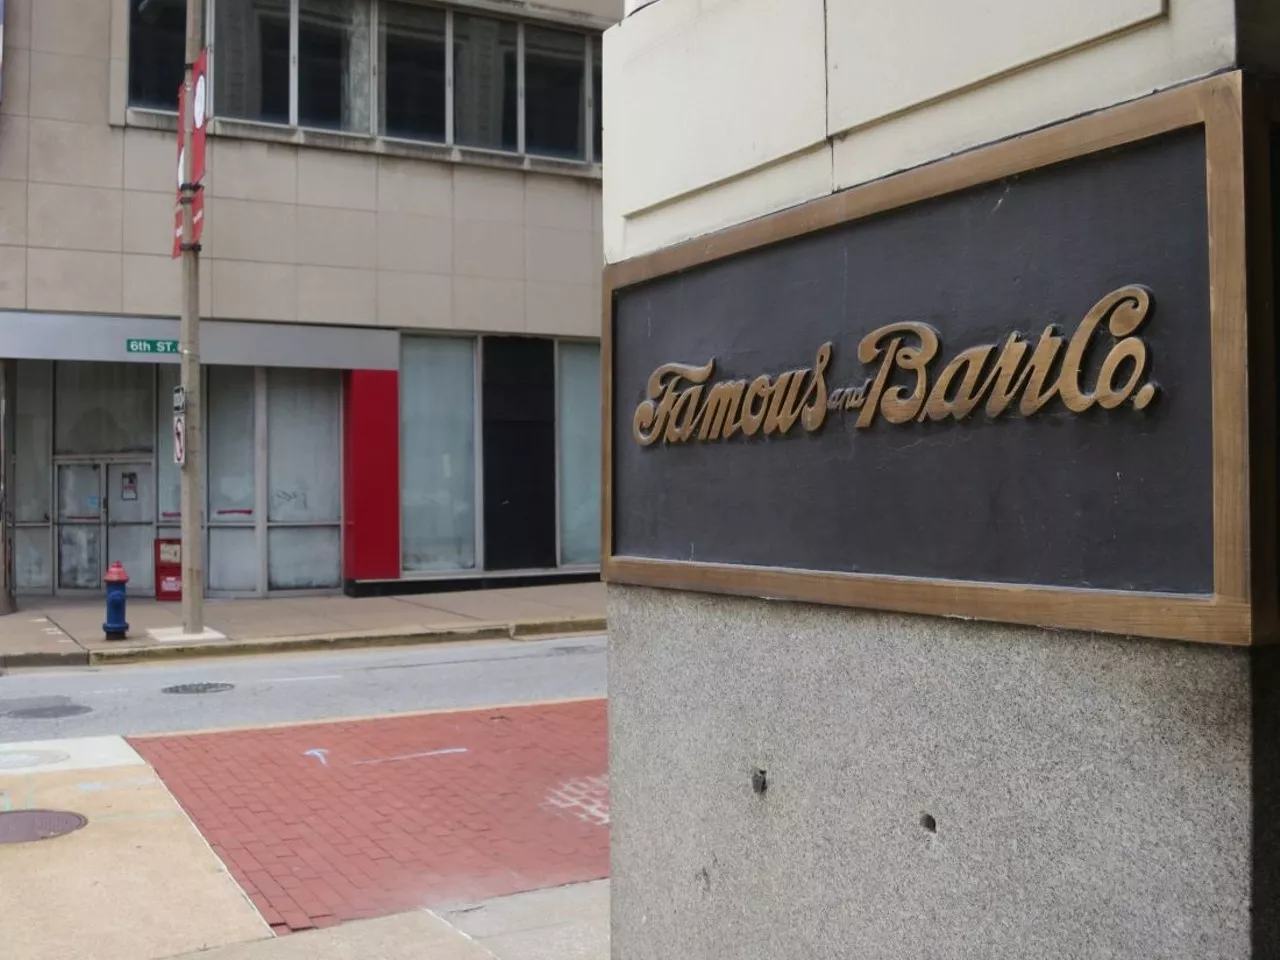 6th ST.
Famous and Barr Co.